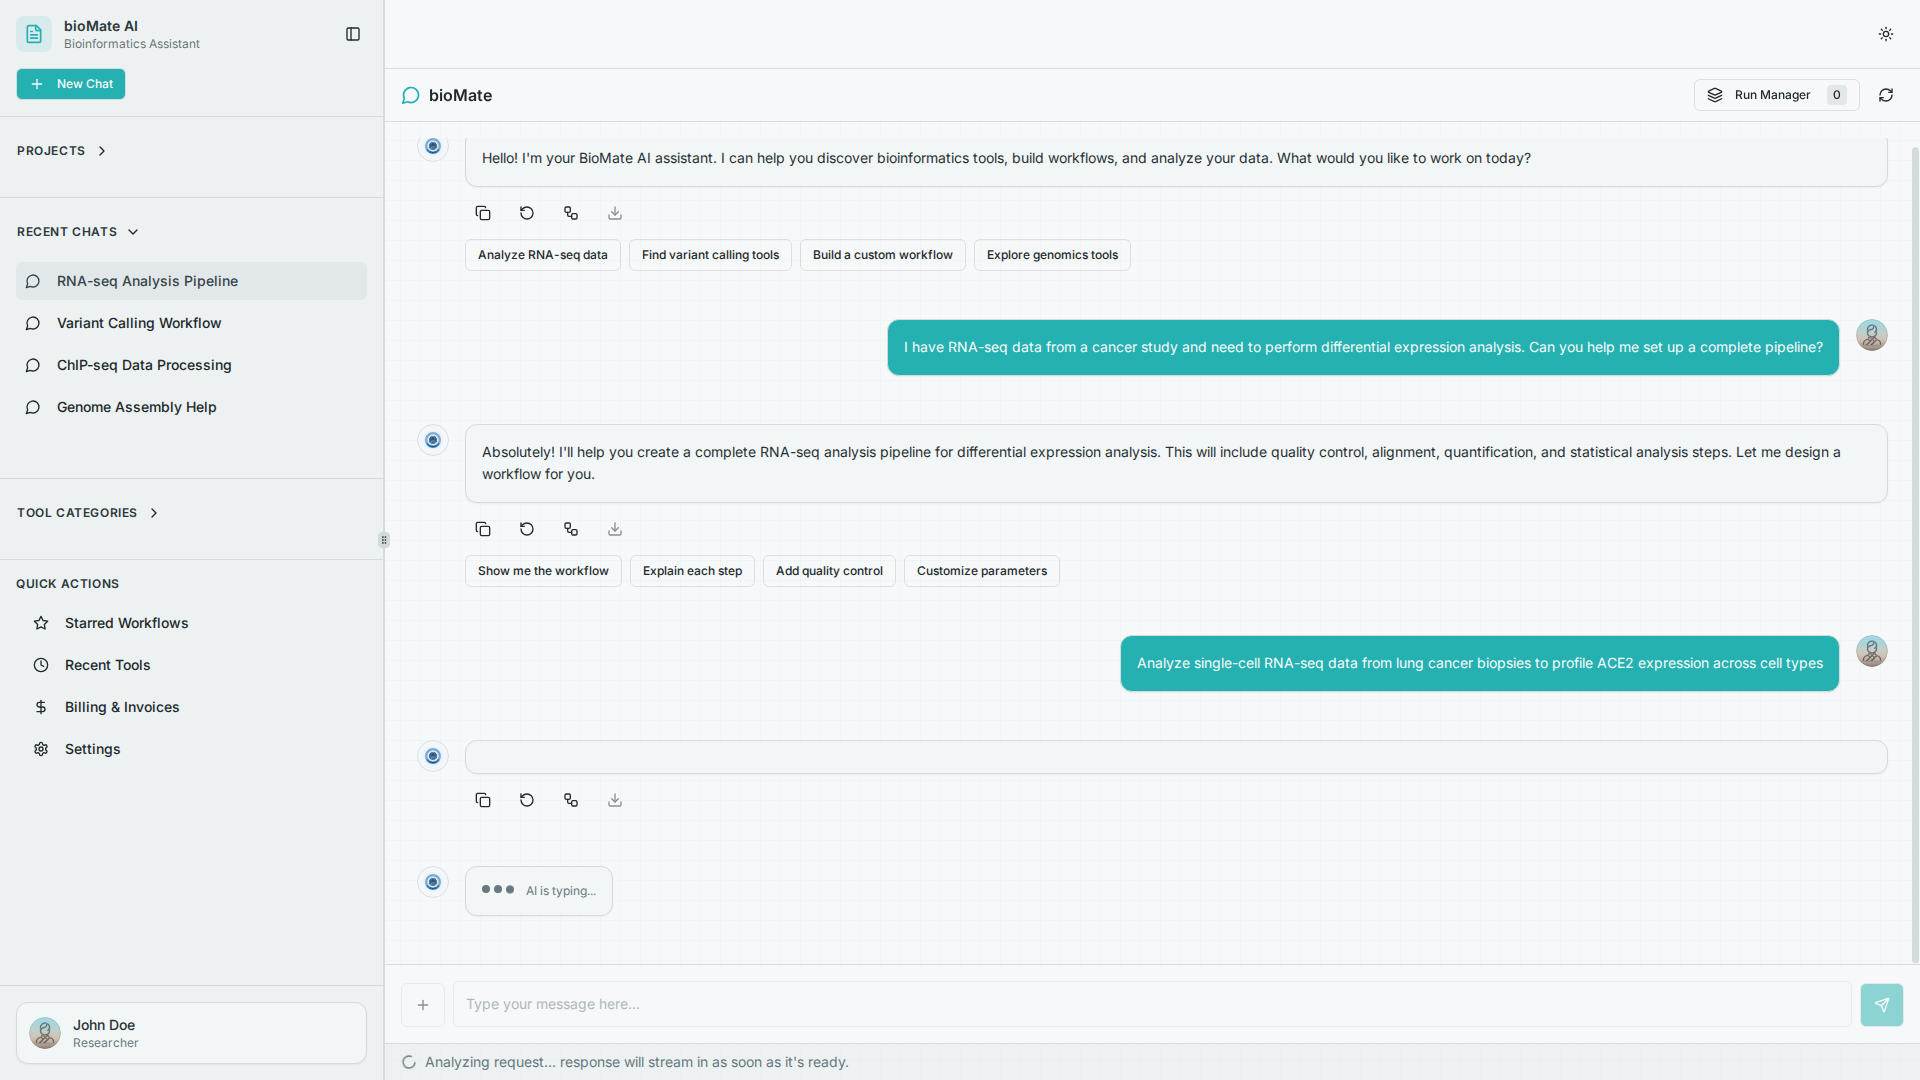 bioMate AI
Bioinformatics Assistant
New Chat
PROJECTS
RECENT CHATS
RNA-seq Analysis Pipeline
Variant Calling Workflow
ChIP-seq Data Processing
Genome Assembly Help
TOOL CATEGORIES
QUICK ACTIONS
Starred Workflows
Recent Tools
Billing & Invoices
Settings
John Doe
Researcher
bioMate
Run Manager 0
Hello! I'm your BioMate AI assistant. I can help you discover bioinformatics tools, build workflows, and analyze your data. What would you like to work on today?
Analyze RNA-seq data Find variant calling tools Build a custom workflow Explore genomics tools
I have RNA-seq data from a cancer study and need to perform differential expression analysis. Can you help me set up a complete pipeline?
Absolutely! I'll help you create a complete RNA-seq analysis pipeline for differential expression analysis. This will include quality control, alignment, quantification, and statistical analysis steps. Let me design a
workflow for you.
Show me the workflow Explain each step Add quality control Customize parameters
Analyze single-cell RNA-seq data from lung cancer biopsies to profile ACE2 expression across cell types
AI is typing...
Type your message here...
Analyzing request... response will stream in as soon as it's ready.